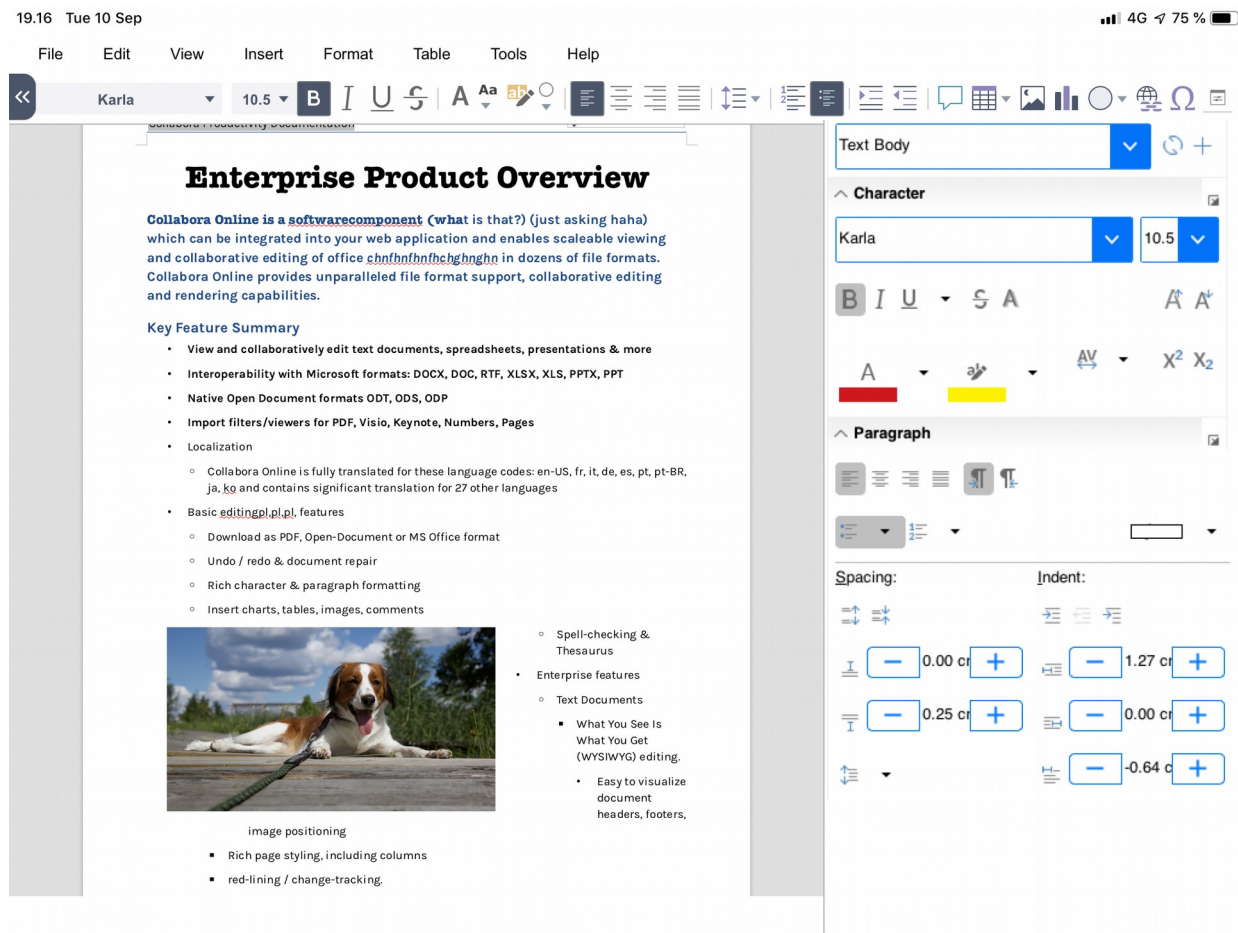 19.16 Tue 10 Sep
4G 75 %
File Edit View Insert Format Table Tools Help
Karla 10.5 B I U S A Aa ab Ω
Collabora Productivity Documentation
Enterprise Product Overview
Collabora Online is a softwarecomponent (what is that?) (just asking haha)
which can be integrated into your web application and enables scaleable viewing
and collaborative editing of office chnfhnfhnfhchghnghn in dozens of file formats.
Collabora Online provides unparalleled file format support, collaborative editing
and rendering capabilities.
Key Feature Summary
• View and collaboratively edit text documents, spreadsheets, presentations & more
• Interoperability with Microsoft formats: DOCX, DOC, RTF, XLSX, XLS, PPTX, PPT
• Native Open Document formats ODT, ODS, ODP
• Import filters/viewers for PDF, Visio, Keynote, Numbers, Pages
• Localization
◦ Collabora Online is fully translated for these language codes: en-US, fr, it, de, es, pt, pt-BR,
ja, ko and contains significant translation for 27 other languages
• Basic editingpl,pl,pl, features
◦ Download as PDF, Open-Document or MS Office format
◦ Undo / redo & document repair
◦ Rich character & paragraph formatting
◦ Insert charts, tables, images, comments
◦ Spell-checking &
Thesaurus
• Enterprise features
◦ Text Documents
▪ What You See Is
What You Get
(WYSIWYG) editing.
• Easy to visualize
document
headers, footers,
image positioning
▪ Rich page styling, including columns
▪ red-lining / change-tracking.
Text Body
Character
Karla 10.5
B I U S A A A
A ab AV X² X₂
Paragraph
Spacing: Indent:
0.00 cr 1.27 cr
0.25 cr 0.00 cr
-0.64 c